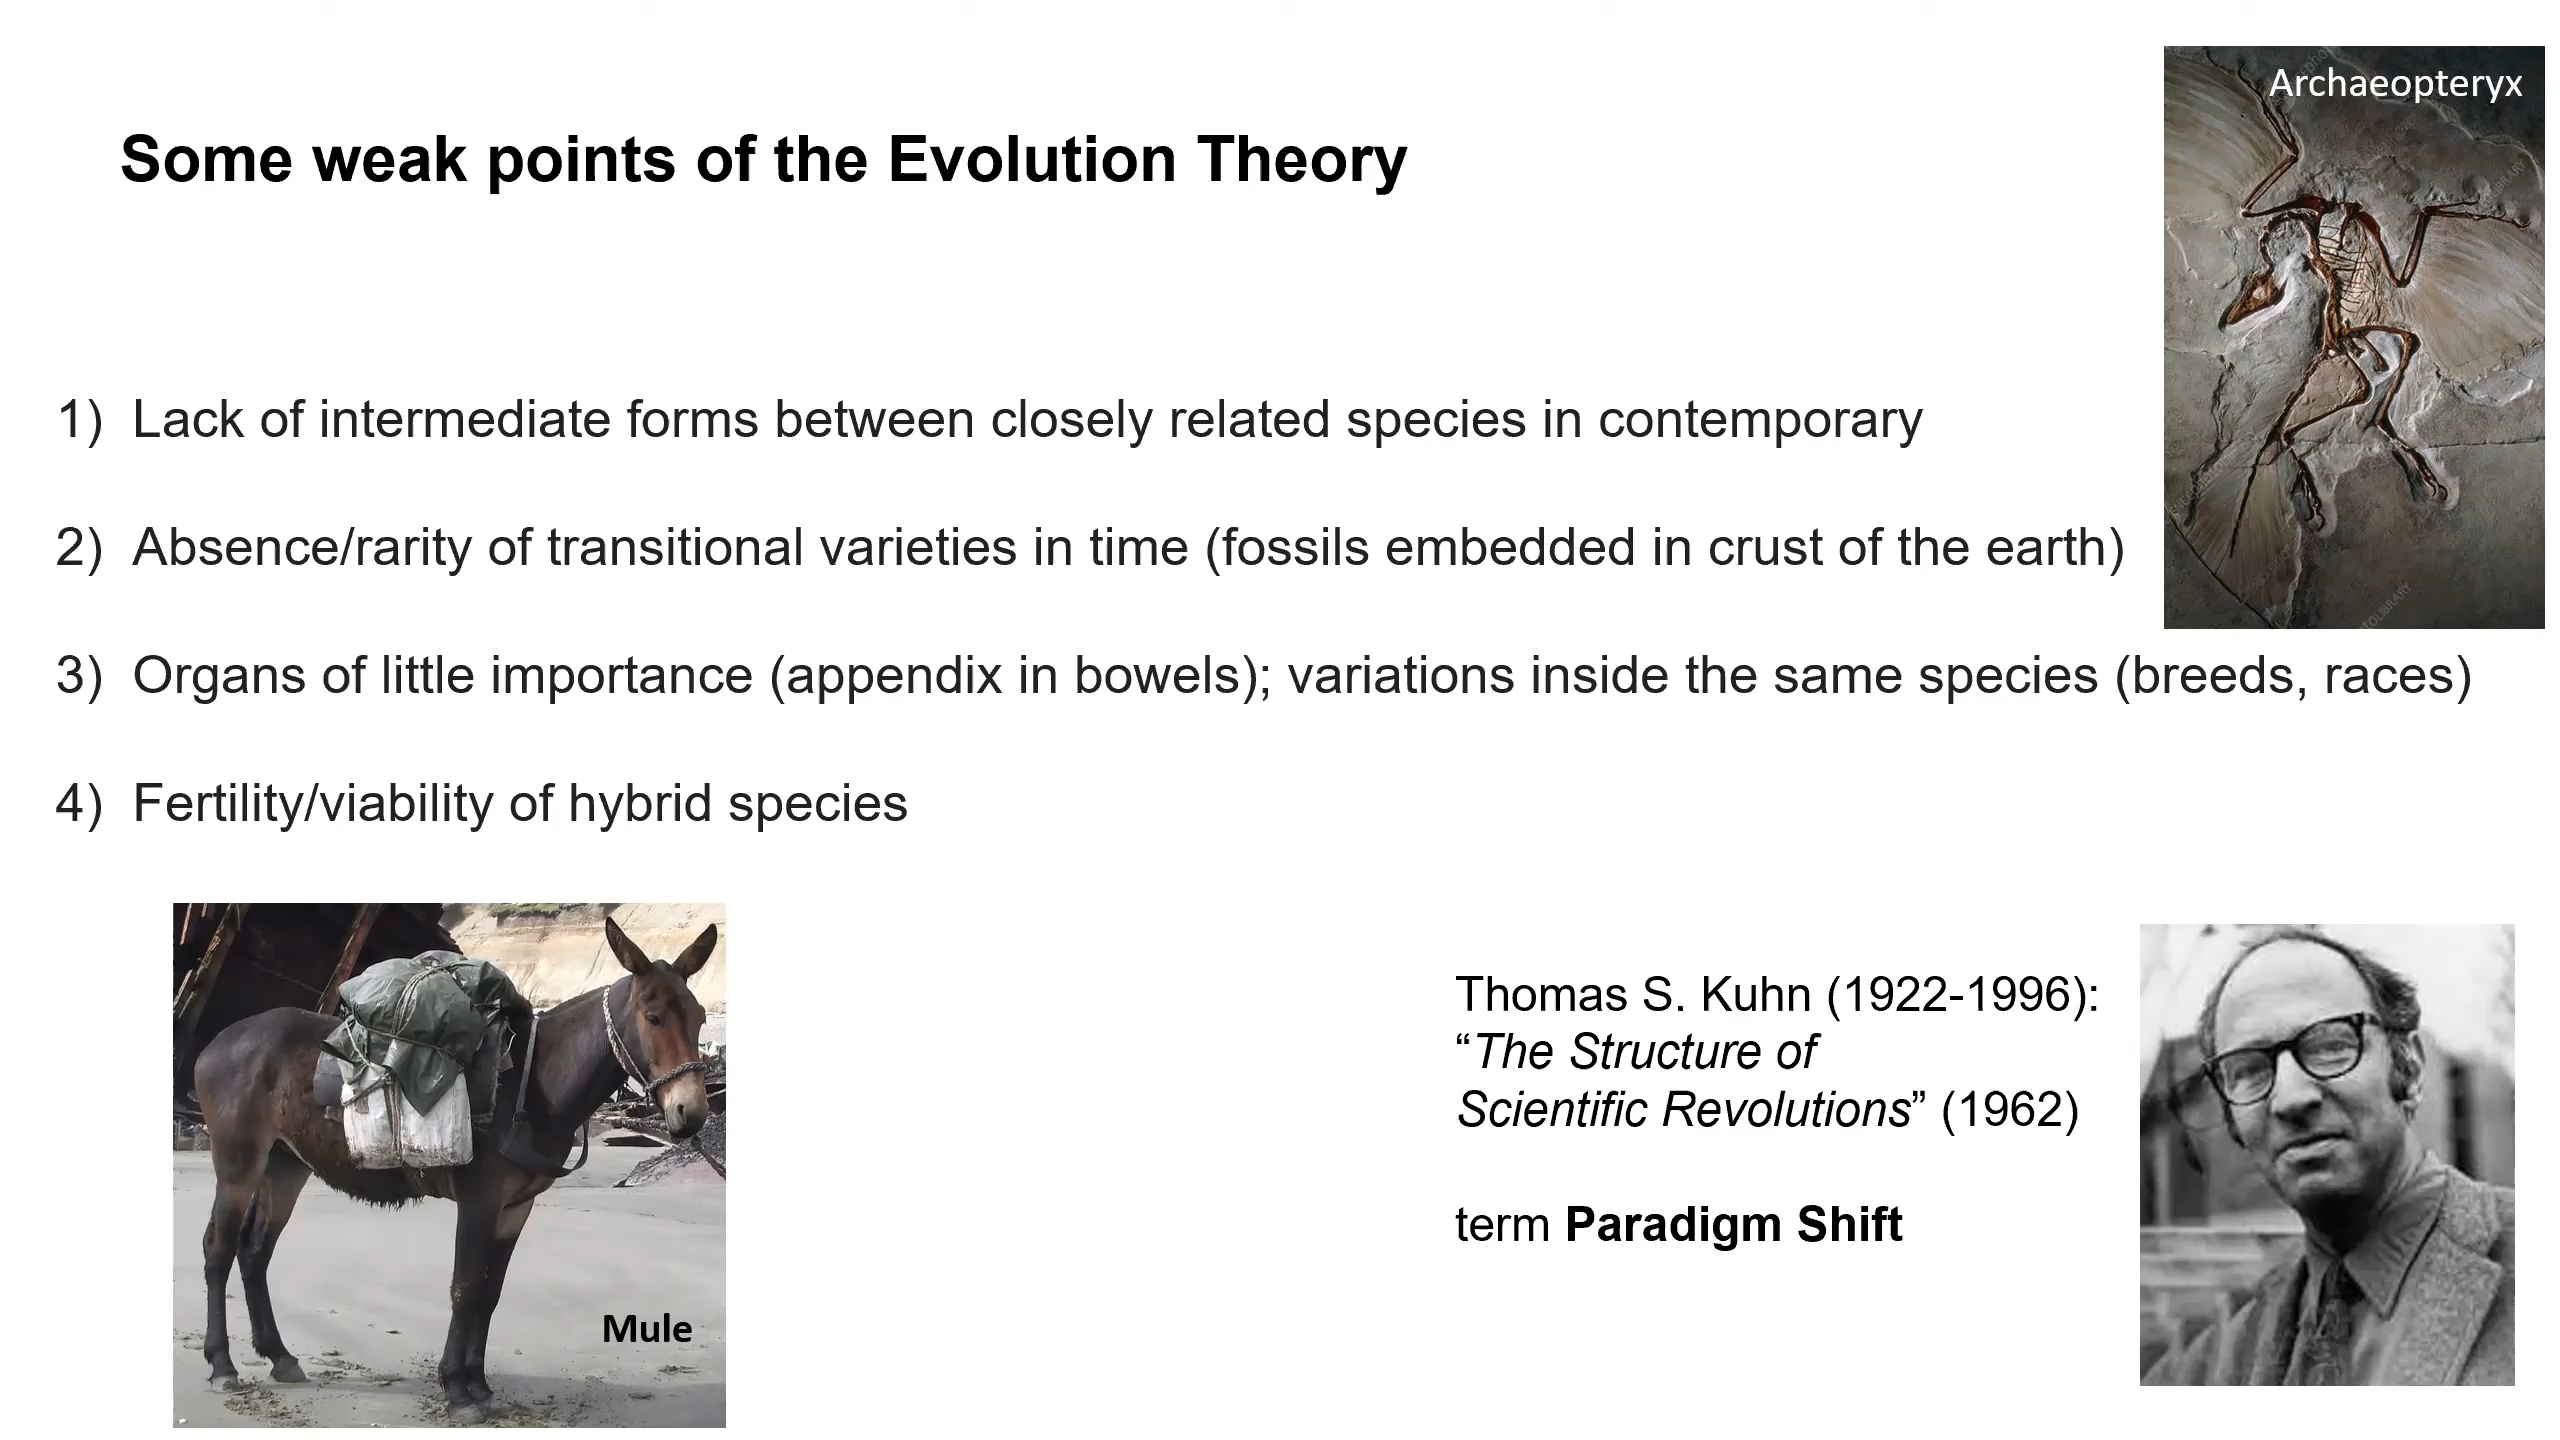 Archaeopteryx
Some weak points of the Evolution Theory
1) Lack of intermediate forms between closely related species in contemporary
2) Absence/rarity of transitional varieties in time (fossils embedded in crust of the earth)
3) Organs of little importance (appendix in bowels); variations inside the same species (breeds, races)
4) Fertility/viability of hybrid species
Mule
Thomas S. Kuhn (1922-1996):
“The Structure of
Scientific Revolutions” (1962)
term Paradigm Shift